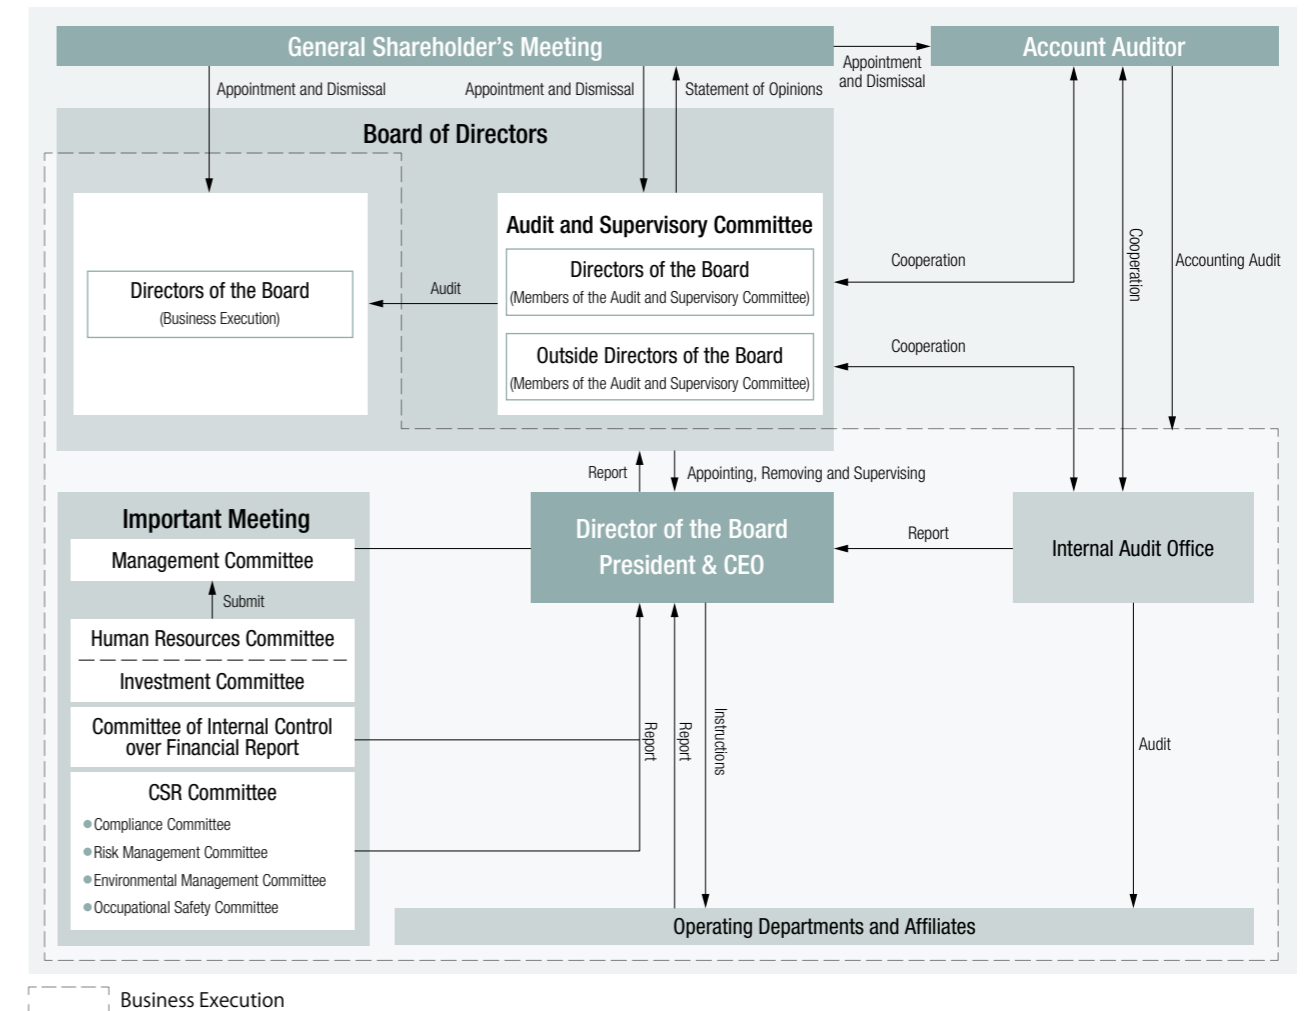 General Shareholder's Meeting
Account Auditor
Appointment
and Dismissal
Appointment and Dismissal
Appointment and Dismissal
Statement of Opinions
Board of Directors
Audit and Supervisory Committee
Directors of the Board
(Members of the Audit and Supervisory Committee)
Outside Directors of the Board
(Members of the Audit and Supervisory Committee)
Directors of the Board
(Business Execution)
Audit
Cooperation
Cooperation
Cooperation
Accounting Audit
Report
Appointing, Removing and Supervising
Important Meeting
Management Committee
Submit
Human Resources Committee
Investment Committee
Committee of Internal Control
over Financial Report
CSR Committee
●Compliance Committee
●Risk Management Committee
●Environmental Management Committee
●Occupational Safety Committee
Director of the Board
President & CEO
Report
Internal Audit Office
Report
Report
Instructions
Audit
Operating Departments and Affiliates
Business Execution